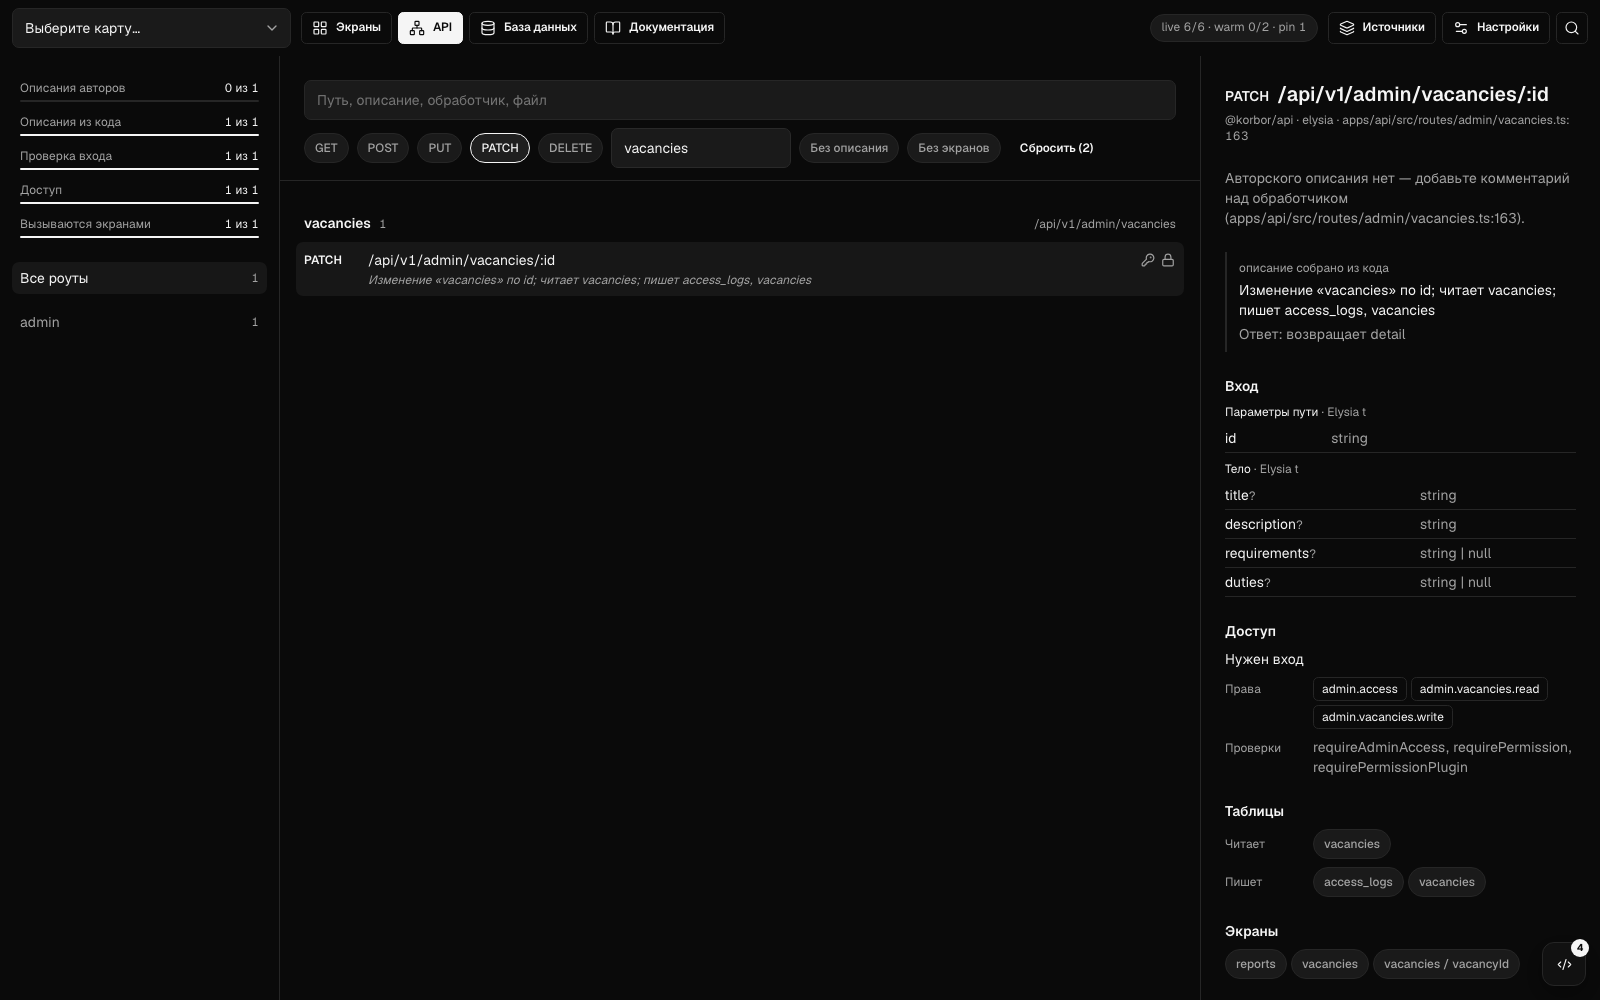 Выберите карту...
Экраны
API
База данных
Документация
live 6/6 · warm 0/2 · pin 1
Источники
Настройки
Описания авторов 0 из 1
Описания из кода 1 из 1
Проверка входа 1 из 1
Доступ 1 из 1
Вызываются экранами 1 из 1
Все роуты 1
admin 1
Путь, описание, обработчик, файл
GET POST PUT PATCH DELETE vacancies Без описания Без экранов Сбросить (2)
vacancies 1 /api/v1/admin/vacancies
PATCH /api/v1/admin/vacancies/:id
Изменение «vacancies» по id; читает vacancies; пишет access_logs, vacancies
PATCH /api/v1/admin/vacancies/:id
@korbor/api · elysia · apps/api/src/routes/admin/vacancies.ts:
163
Авторского описания нет — добавьте комментарий
над обработчиком
(apps/api/src/routes/admin/vacancies.ts:163).
описание собрано из кода
Изменение «vacancies» по id; читает vacancies;
пишет access_logs, vacancies
Ответ: возвращает detail
Вход
Параметры пути · Elysia t
id string
Тело · Elysia t
title? string
description? string
requirements? string | null
duties? string | null
Доступ
Нужен вход
Права admin.access admin.vacancies.read
admin.vacancies.write
Проверки requireAdminAccess, requirePermission,
requirePermissionPlugin
Таблицы
Читает vacancies
Пишет access_logs vacancies
Экраны
reports vacancies vacancies / vacancyId
4